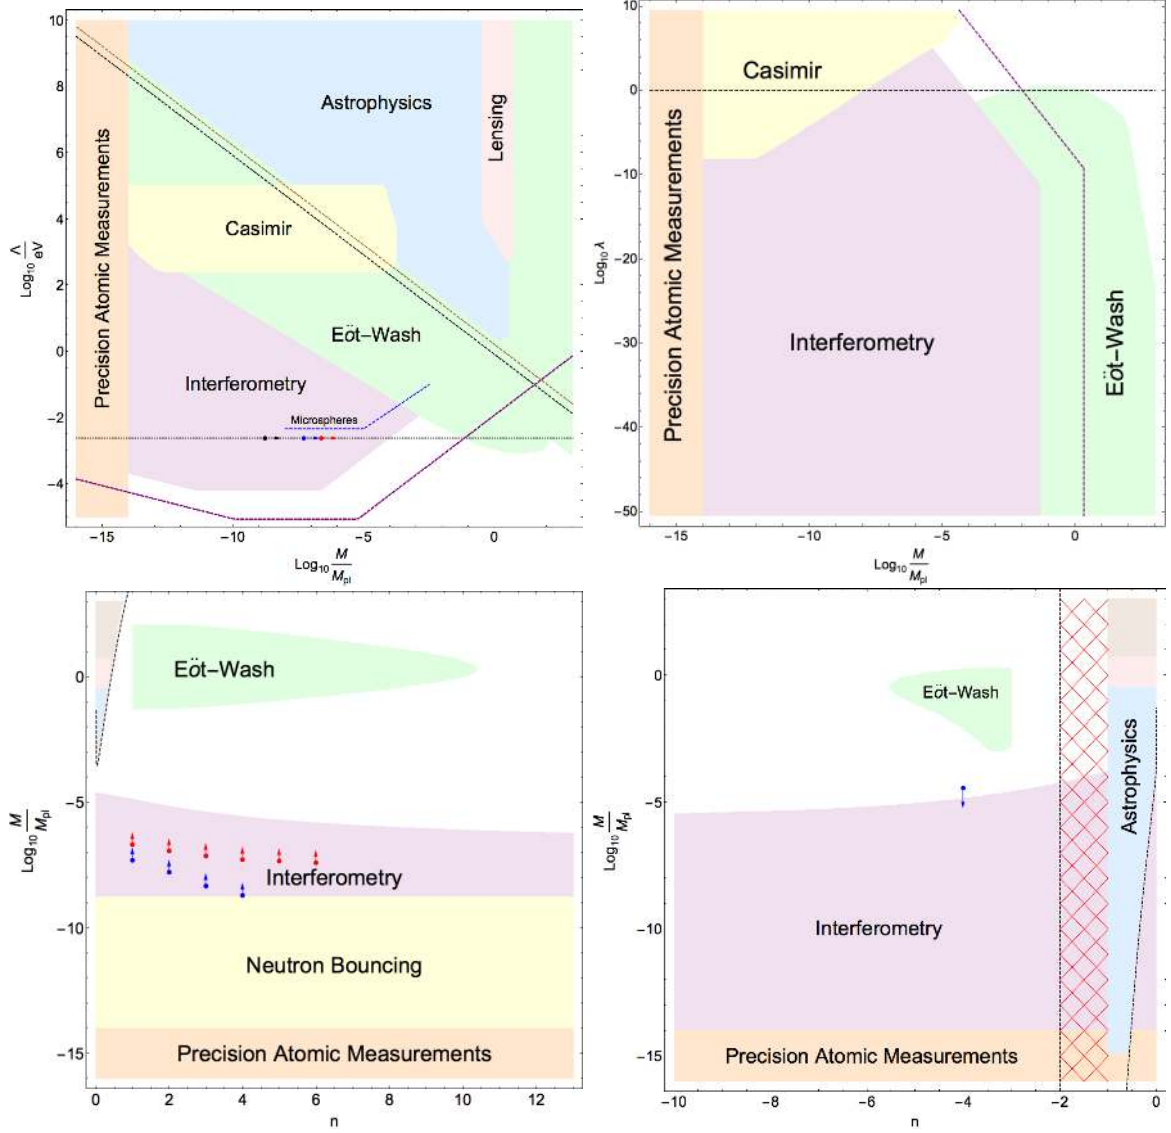 10
8
6
4
2
0
−2
−4
Log₁₀ Λ/eV
Precision Atomic Measurements
Astrophysics
Lensing
Casimir
Eöt–Wash
Interferometry
Microspheres
−15
−10
−5
0
Log₁₀ M/Mpl
10
0
−10
−20
−30
−40
−50
Log₁₀ λ
Precision Atomic Measurements
Casimir
Interferometry
Eöt–Wash
−15
−10
−5
0
Log₁₀ M/Mpl
0
−5
−10
−15
Log₁₀ M/Mpl
Eöt–Wash
Interferometry
Neutron Bouncing
Precision Atomic Measurements
0
2
4
6
8
10
12
n
0
−5
−10
−15
Log₁₀ M/Mpl
Eöt–Wash
Astrophysics
Interferometry
Precision Atomic Measurements
−10
−8
−6
−4
−2
0
n